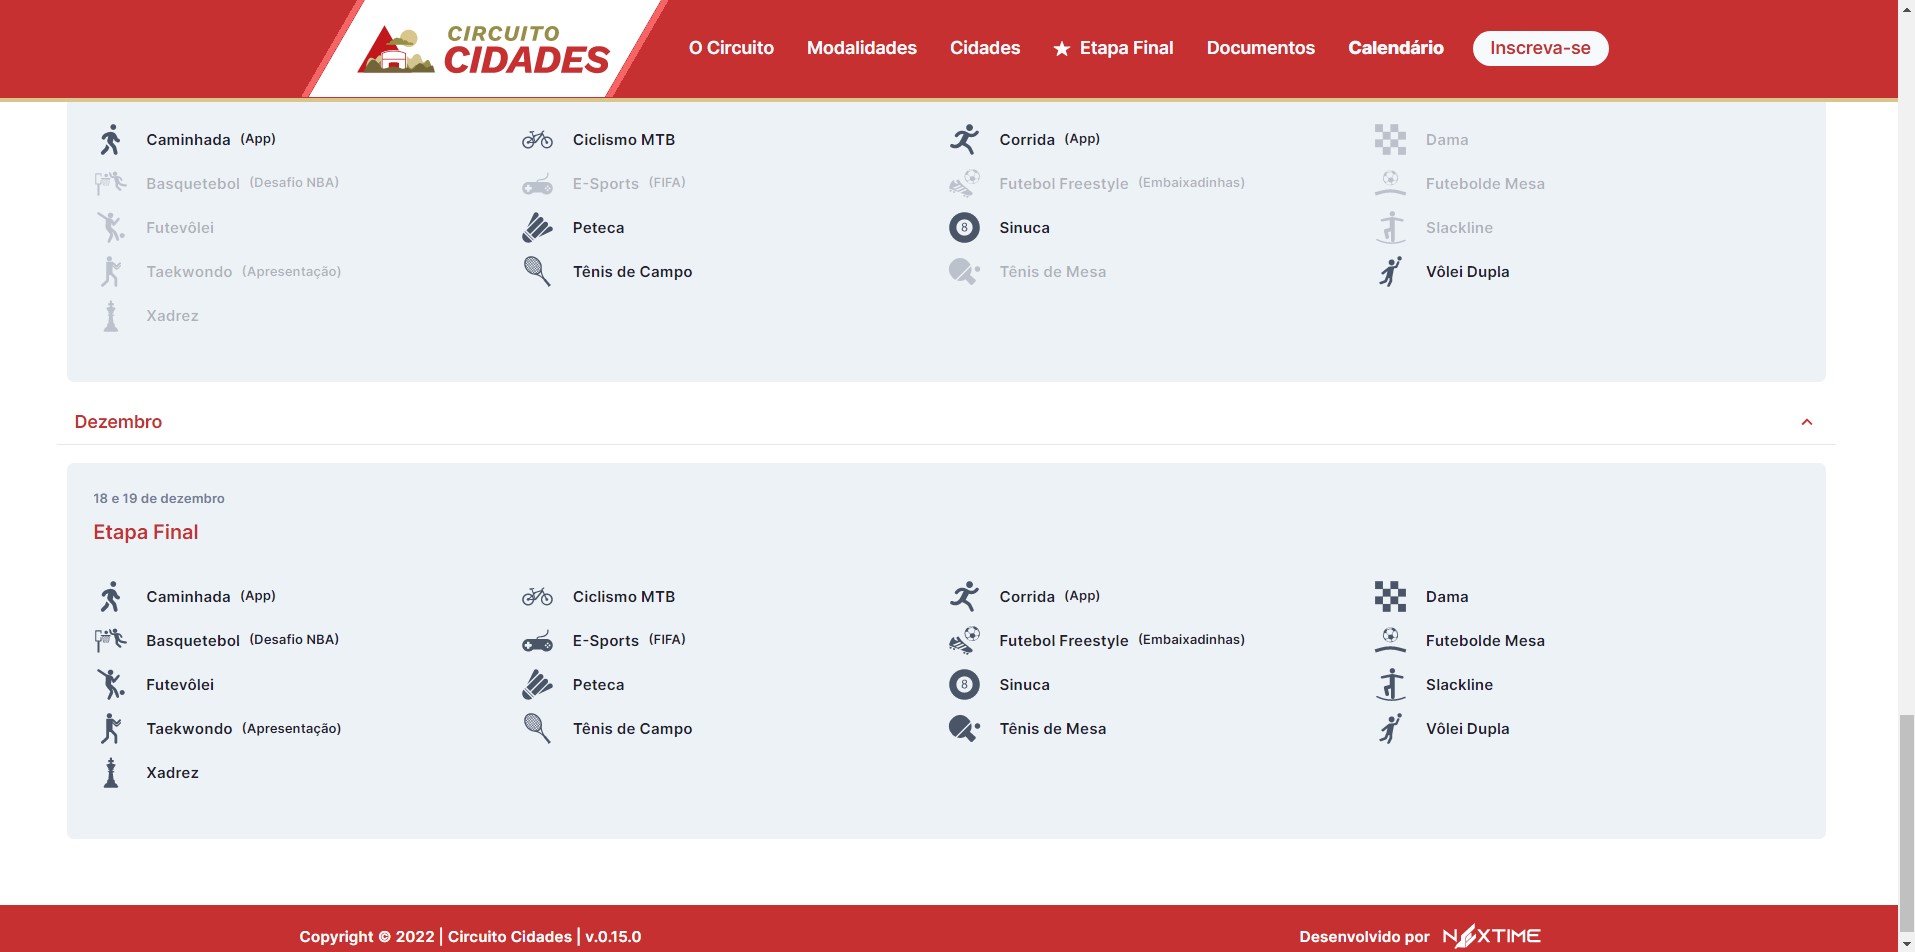 CIRCUITO
CIDADES
O Circuito Modalidades Cidades ★ Etapa Final Documentos Calendário Inscreva-se
Caminhada (App) Ciclismo MTB Corrida (App) Dama
Basquetebol (Desafio NBA) E-Sports (FIFA) Futebol Freestyle (Embaixadinhas) Futebolde Mesa
Futevôlei Peteca 8 Sinuca Slackline
Taekwondo (Apresentação) Tênis de Campo Tênis de Mesa Vôlei Dupla
Xadrez
Dezembro
18 e 19 de dezembro
Etapa Final
Caminhada (App) Ciclismo MTB Corrida (App) Dama
Basquetebol (Desafio NBA) E-Sports (FIFA) Futebol Freestyle (Embaixadinhas) Futebolde Mesa
Futevôlei Peteca 8 Sinuca Slackline
Taekwondo (Apresentação) Tênis de Campo Tênis de Mesa Vôlei Dupla
Xadrez
Copyright © 2022 | Circuito Cidades | v.0.15.0 Desenvolvido por NEXTIME